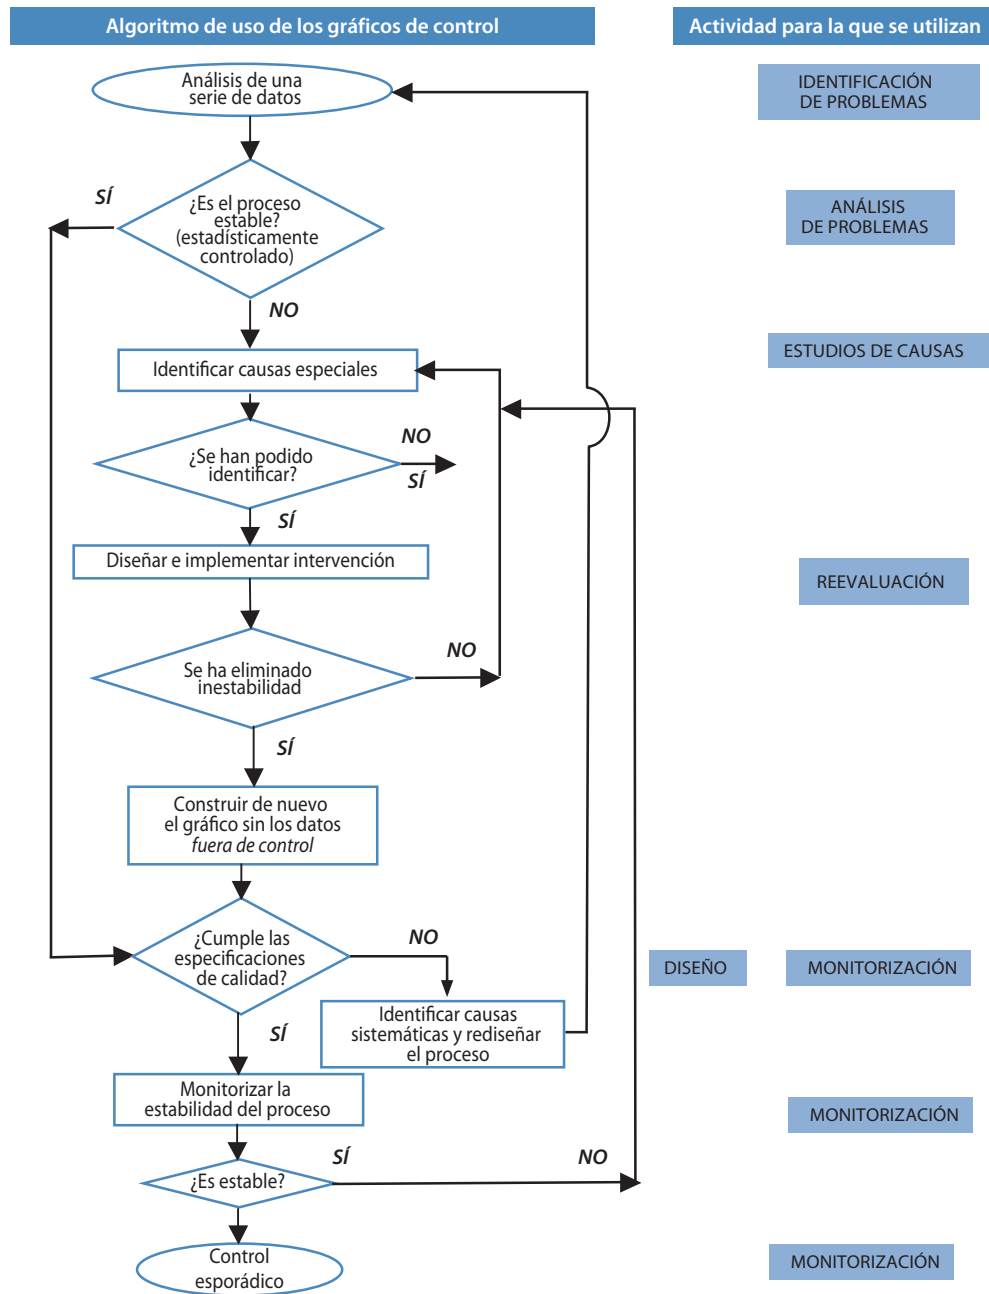 Algoritmo de uso de los gráficos de control
Actividad para la que se utilizan
Análisis de una
serie de datos
IDENTIFICACIÓN
DE PROBLEMAS
SÍ
¿Es el proceso
estable?
(estadísticamente
controlado)
ANÁLISIS
DE PROBLEMAS
NO
Identificar causas especiales
ESTUDIOS DE CAUSAS
¿Se han podido
identificar?
NO
SÍ
SÍ
Diseñar e implementar intervención
REEVALUACIÓN
Se ha eliminado
inestabilidad
NO
SÍ
Construir de nuevo
el gráfico sin los datos
fuera de control
¿Cumple las
especificaciones
de calidad?
NO
DISEÑO
MONITORIZACIÓN
Identificar causas
sistemáticas y rediseñar
el proceso
SÍ
Monitorizar la
estabilidad del proceso
MONITORIZACIÓN
¿Es estable?
SÍ
NO
Control
esporádico
MONITORIZACIÓN